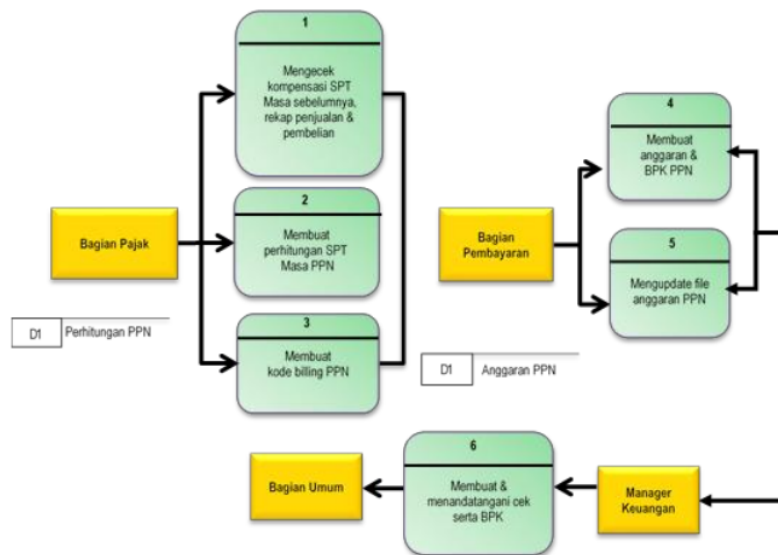 1
Mengecek
kompensasi SPT
Masa sebelumnya,
rekap penjualan &
pembelian
2
Membuat
perhitungan SPT
Masa PPN
3
Membuat
kode billing PPN
Bagian Pajak
D1 Perhitungan PPN
4
Membuat
anggaran &
BPK PPN
5
Mengupdate file
anggaran PPN
Bagian
Pembayaran
D1 Anggaran PPN
6
Membuat &
menandatangani cek
serta BPK
Bagian Umum
Manager
Keuangan